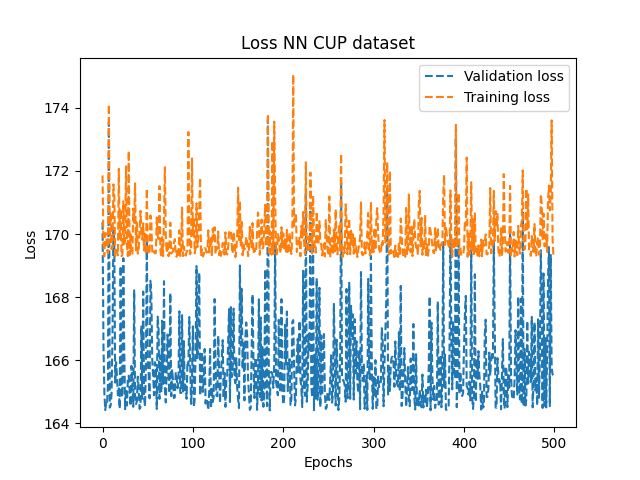 Loss NN CUP dataset
Validation loss
Training loss
174
172
170
168
166
164
Loss
0
100
200
300
400
500
Epochs